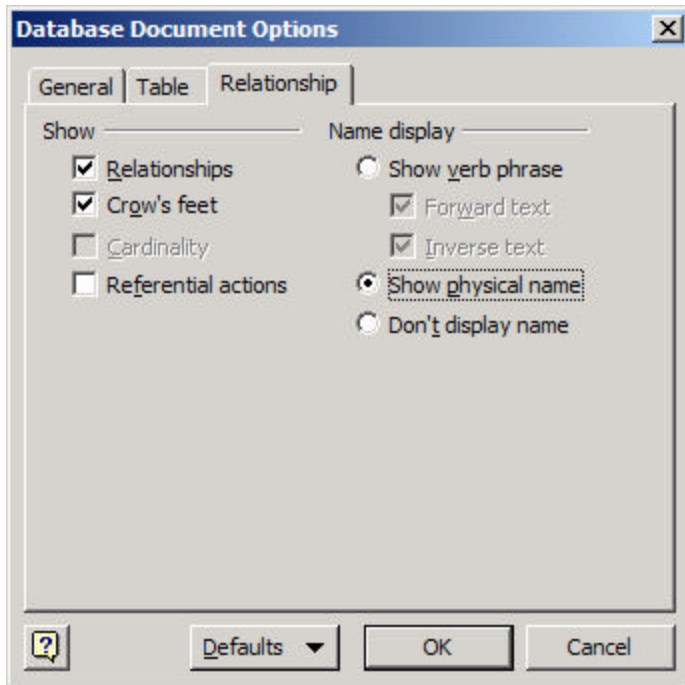 Database Document Options
General Table Relationship
Show
Relationships
Crow's feet
Cardinality
Referential actions
Name display
Show verb phrase
Forward text
Inverse text
Show physical name
Don't display name
Defaults OK Cancel